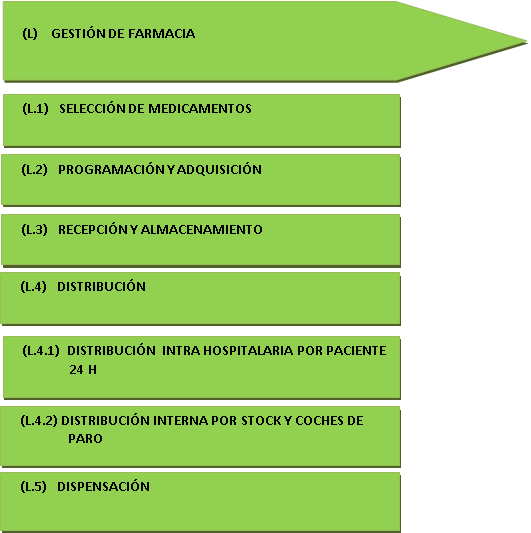 (L) GESTIÓN DE FARMACIA
(L.1) SELECCIÓN DE MEDICAMENTOS
(L.2) PROGRAMACIÓN Y ADQUISICIÓN
(L.3) RECEPCIÓN Y ALMACENAMIENTO
(L.4) DISTRIBUCIÓN
(L.4.1) DISTRIBUCIÓN INTRA HOSPITALARIA POR PACIENTE
24 H
(L.4.2) DISTRIBUCIÓN INTERNA POR STOCK Y COCHES DE
PARO
(L.5) DISPENSACIÓN